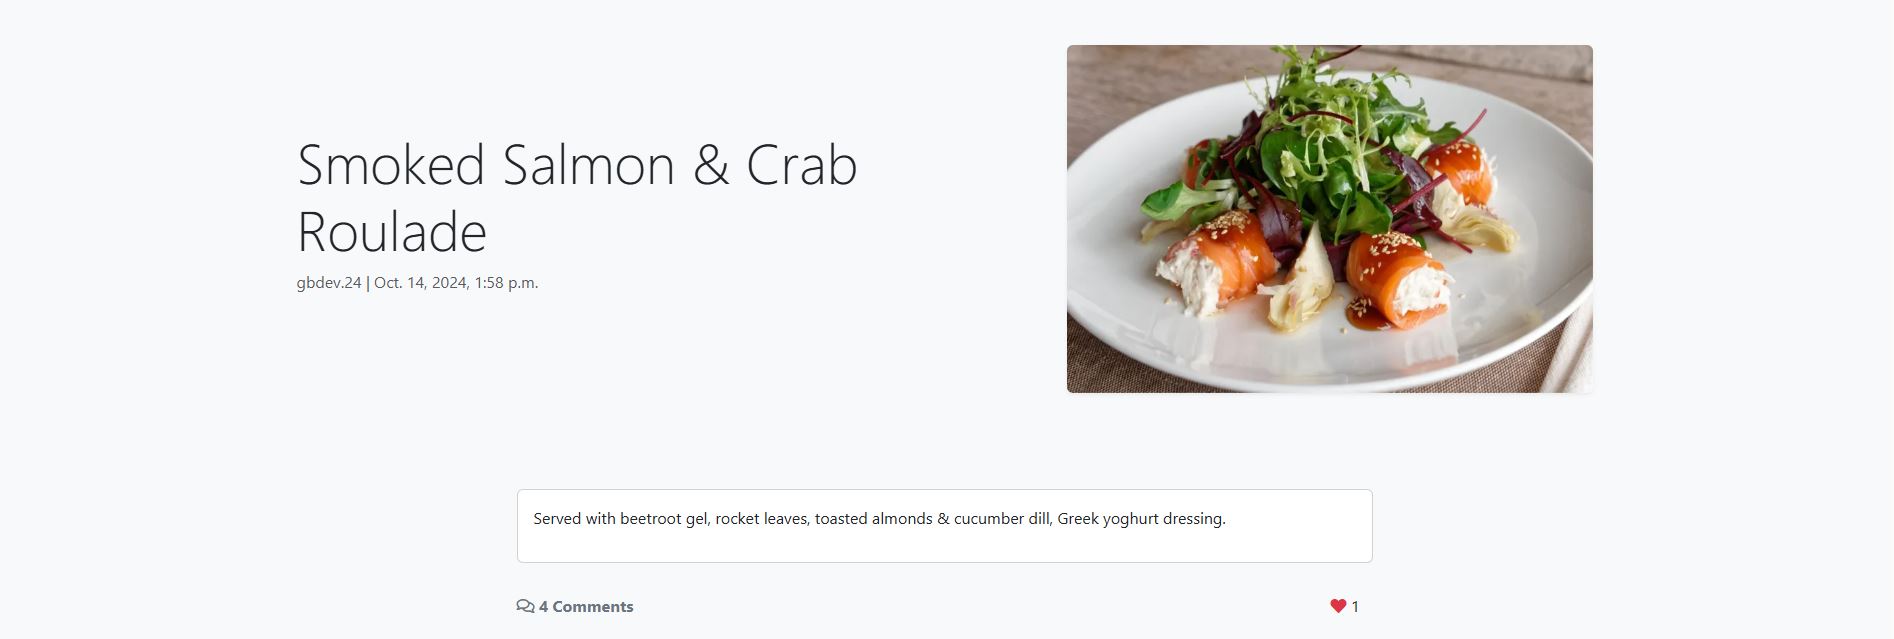 Smoked Salmon & Crab
Roulade
gbdev.24 | Oct. 14, 2024, 1:58 p.m.
Served with beetroot gel, rocket leaves, toasted almonds & cucumber dill, Greek yoghurt dressing.
4 Comments
1